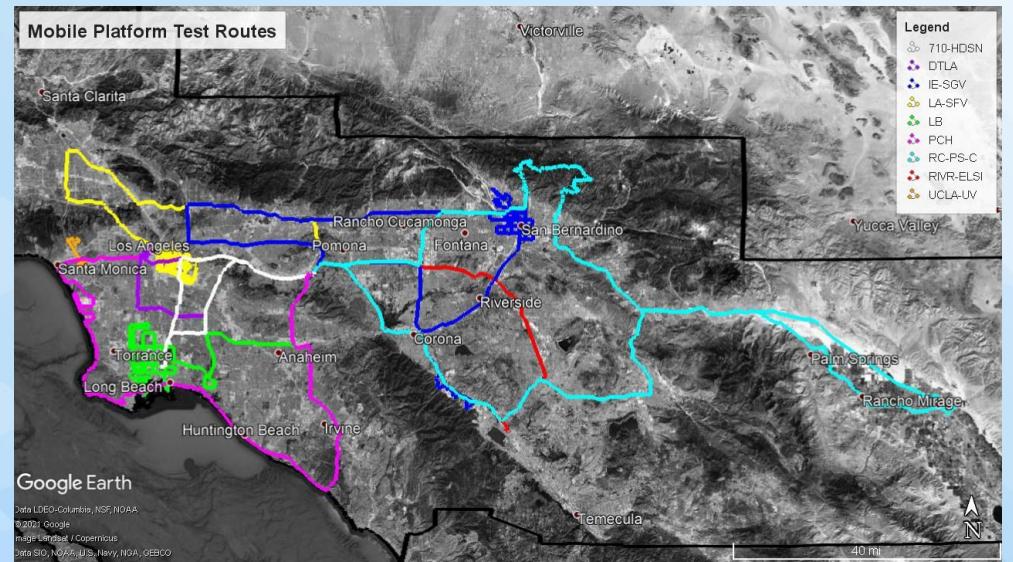 Mobile Platform Test Routes
Legend
710-HDSN
DTLA
IE-SGV
LA-SFV
LB
PCH
RC-PS-C
RIVR-ELSI
UCLA-UV
Victorville
Santa Clarita
Yucca Valley
Rancho Cucamonga
San Bernardino
Los Angeles
Pomona
Fontana
Santa Monica
Riverside
Corona
Torrance
Anaheim
Palm Springs
Long Beach
Rancho Mirage
Huntington Beach
Irvine
Temecula
Google Earth
Data LDEO-Columbia, NSF, NOAA
© 2021 Google
Image Landsat / Copernicus
Data SIO, NOAA, U.S. Navy, NGA, GEBCO
N
40 mi